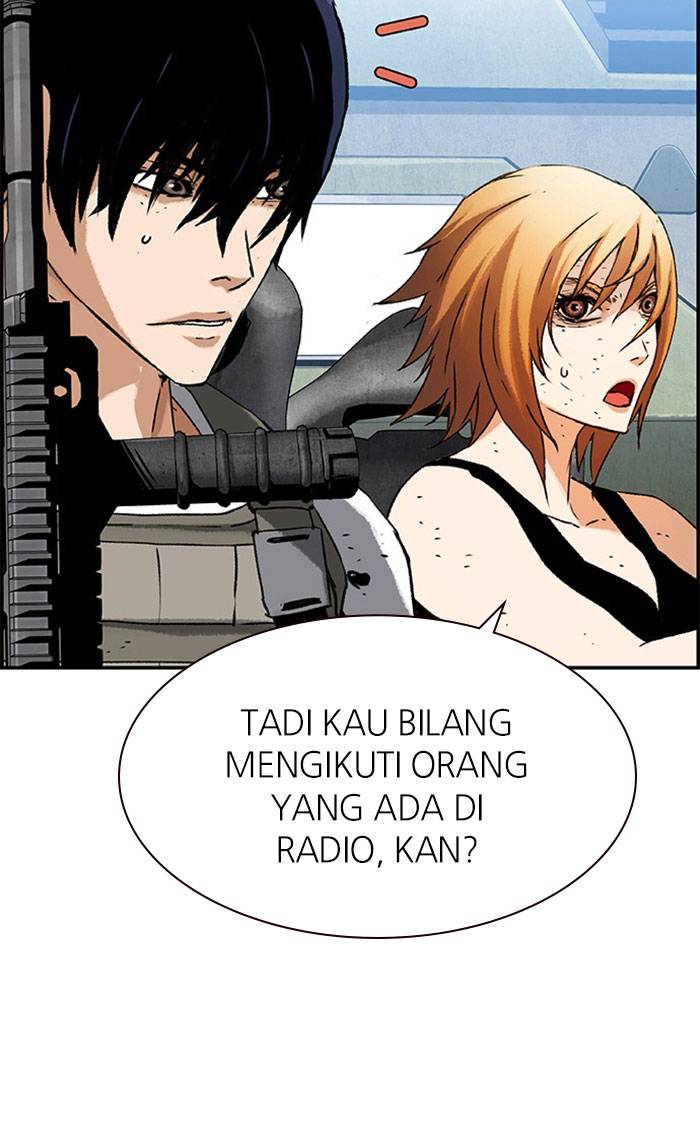 TADI KAU BILANG
MENGIKUTI ORANG
YANG ADA DI
RADIO, KAN?